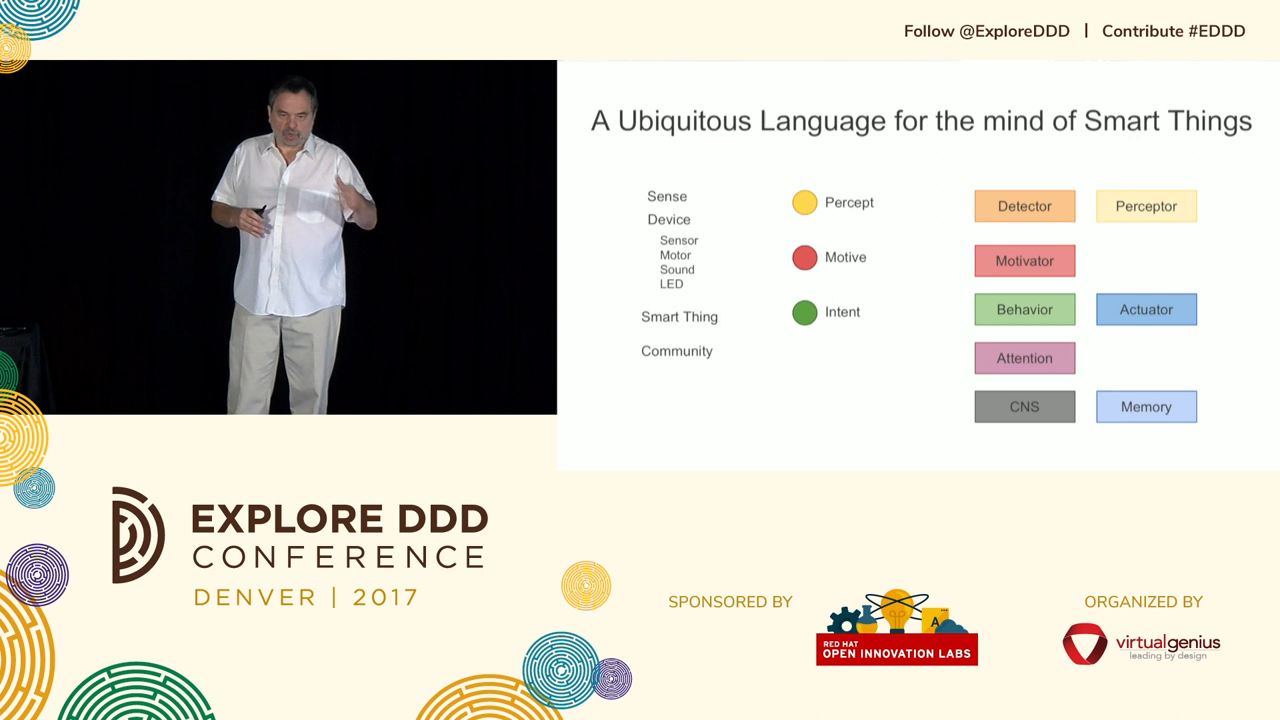 Follow @ExploreDDD | Contribute #EDDD
A Ubiquitous Language for the mind of Smart Things
Sense
Device
Sensor
Motor
Sound
LED
Smart Thing
Community
Percept
Motive
Intent
Detector
Perceptor
Motivator
Behavior
Actuator
Attention
CNS
Memory
EXPLORE DDD
CONFERENCE
DENVER | 2017
SPONSORED BY
A
RED HAT
OPEN INNOVATION LABS
ORGANIZED BY
virtualgenius
leading by design